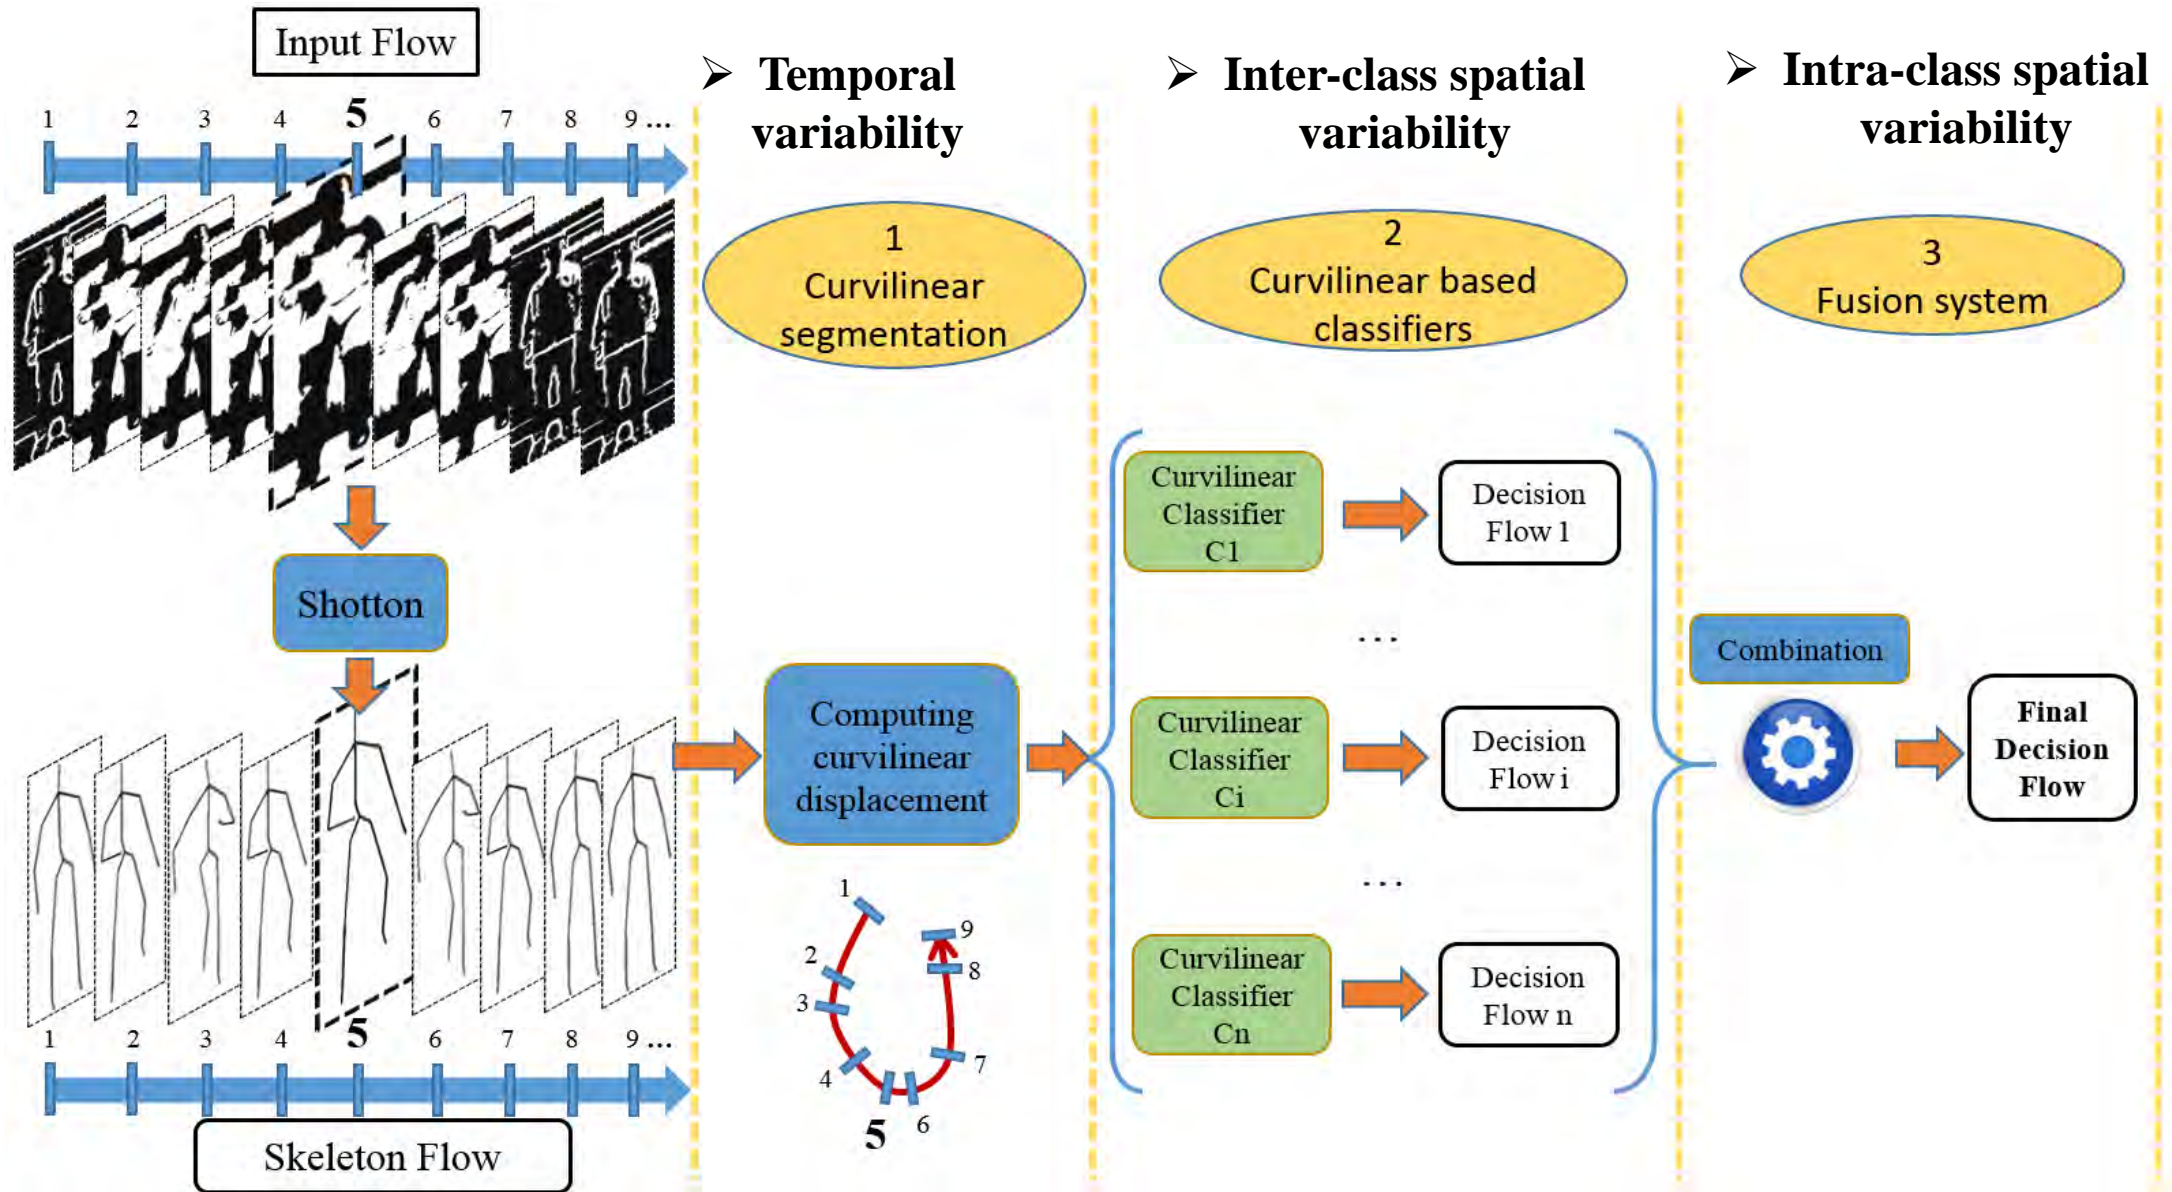 Input Flow
1 2 3 4 5 6 7 8 9 ...
Shotton
1 2 3 4 5 6 7 8 9 ...
Skeleton Flow
➢ Temporal
variability
1
Curvilinear
segmentation
Computing
curvilinear
displacement
1
2
3
4
5
6
7
8
9
➢ Inter-class spatial
variability
2
Curvilinear based
classifiers
Curvilinear
Classifier
C1
Decision
Flow 1
...
Curvilinear
Classifier
Ci
Decision
Flow i
...
Curvilinear
Classifier
Cn
Decision
Flow n
➢ Intra-class spatial
variability
3
Fusion system
Combination
Final
Decision
Flow